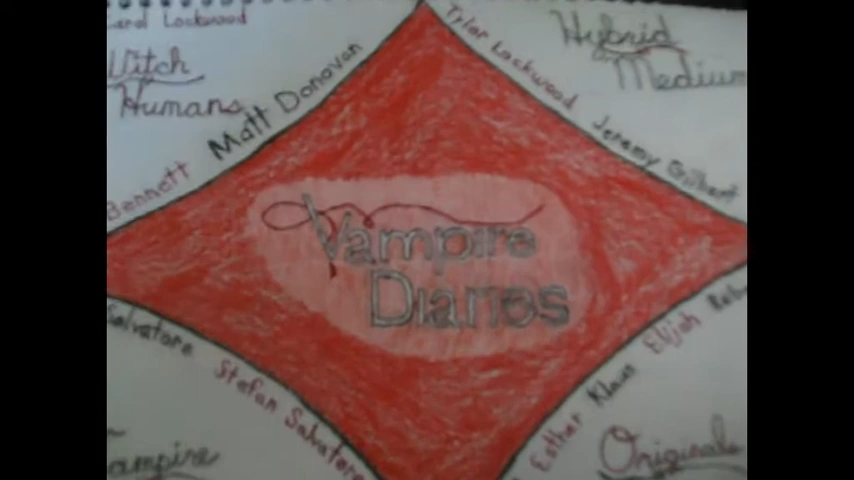 Carol Lockwood
Witch
Humans
Matt Donovan
Bennett
Tyler Lockwood
Hybrid
&
Medium
Jeremy Gilbert
Vampire
Diaries
Salvatore
Stefan Salvatore
Vampire
Esther Klaus Elijah
Originals